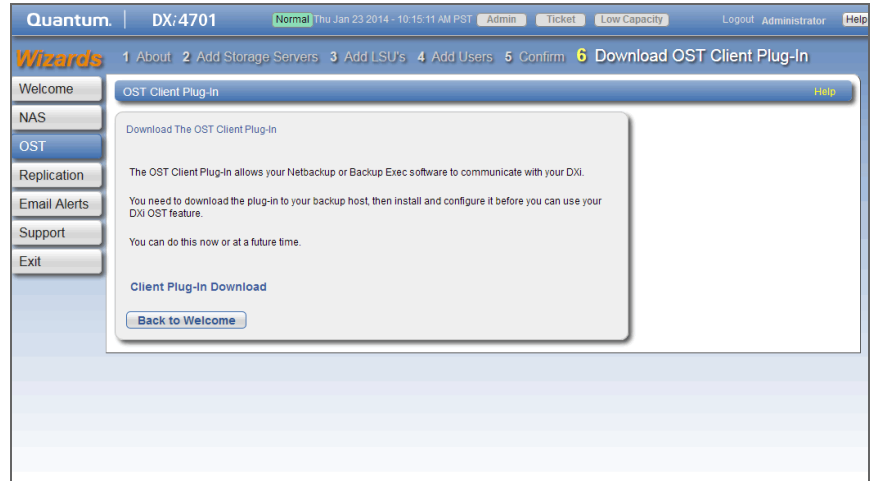 Quantum. DXi4701 Normal Thu Jan 23 2014 - 10:15:11 AM PST Admin Ticket Low Capacity Logout Administrator Help
Wizards 1 About 2 Add Storage Servers 3 Add LSU's 4 Add Users 5 Confirm 6 Download OST Client Plug-In
Welcome
NAS
OST
Replication
Email Alerts
Support
Exit
OST Client Plug-In Help
Download The OST Client Plug-In
The OST Client Plug-In allows your Netbackup or Backup Exec software to communicate with your DXi.
You need to download the plug-in to your backup host, then install and configure it before you can use your
DXi OST feature.
You can do this now or at a future time.
Client Plug-In Download
Back to Welcome